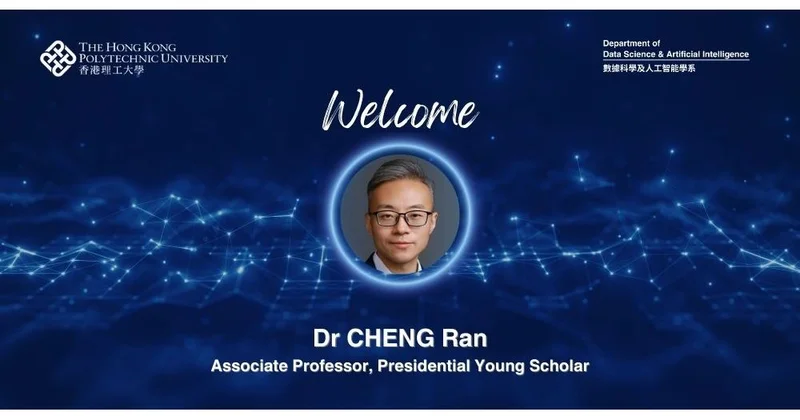 THE HONG KONG
POLYTECHNIC UNIVERSITY
香港理工大學
Department of
Data Science & Artificial Intelligence
數據科學及人工智能學系
Welcome
Dr CHENG Ran
Associate Professor, Presidential Young Scholar